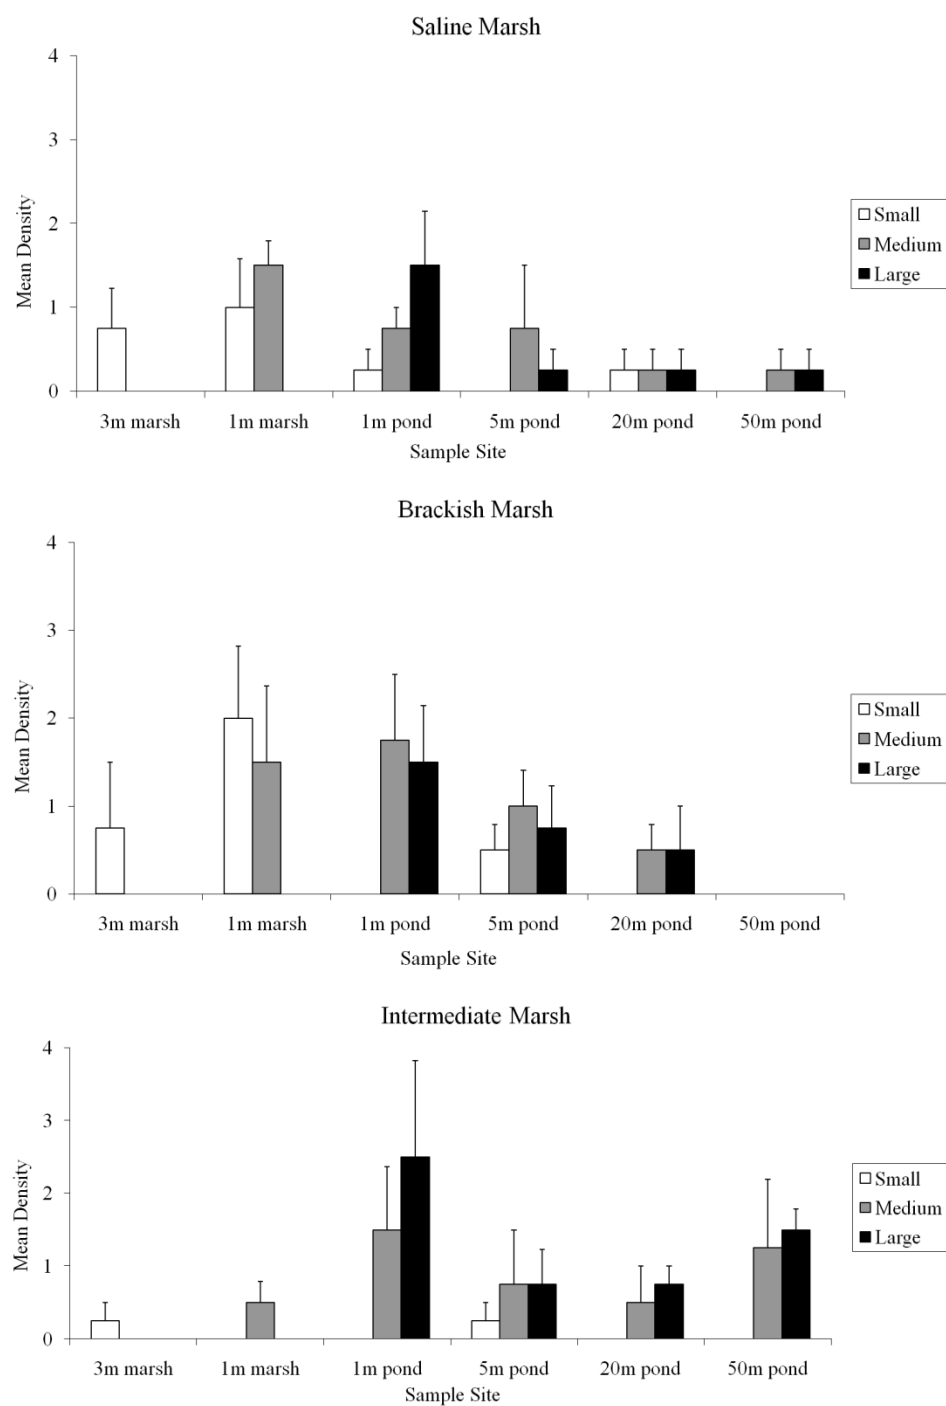 Saline Marsh
4
3
2
1
0
Mean Density
3m marsh 1m marsh 1m pond 5m pond 20m pond 50m pond
Sample Site
Small
Medium
Large
Brackish Marsh
4
3
2
1
0
Mean Density
3m marsh 1m marsh 1m pond 5m pond 20m pond 50m pond
Sample Site
Small
Medium
Large
Intermediate Marsh
4
3
2
1
0
Mean Density
3m marsh 1m marsh 1m pond 5m pond 20m pond 50m pond
Sample Site
Small
Medium
Large